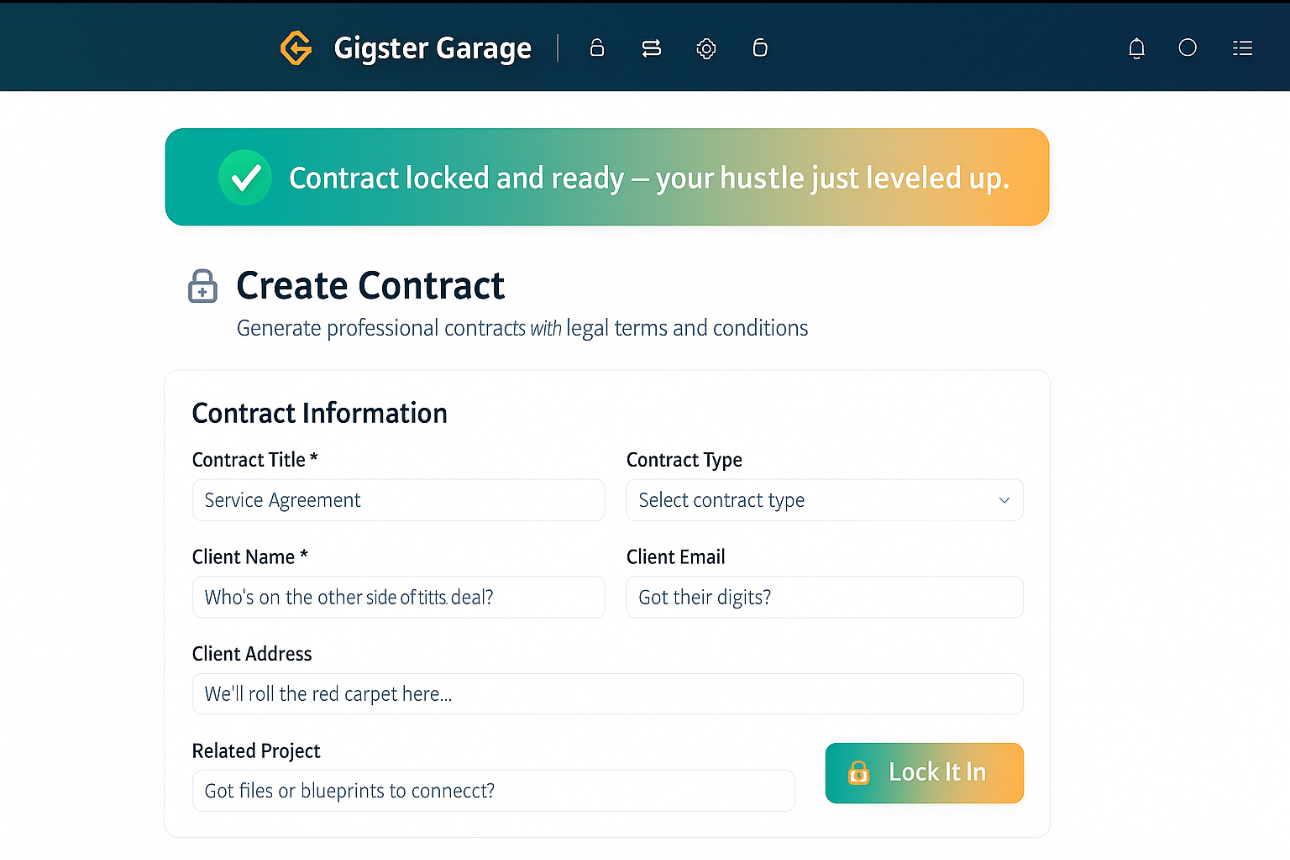 Gigster Garage
Contract locked and ready – your hustle just leveled up.
Create Contract
Generate professional contracts with legal terms and conditions
Contract Information
Contract Title *
Contract Type
Service Agreement
Select contract type
Client Name *
Client Email
Who's on the other side of titts. deal?
Got their digits?
Client Address
We'll roll the red carpet here...
Related Project
Got files or blueprints to connecct?
Lock It In